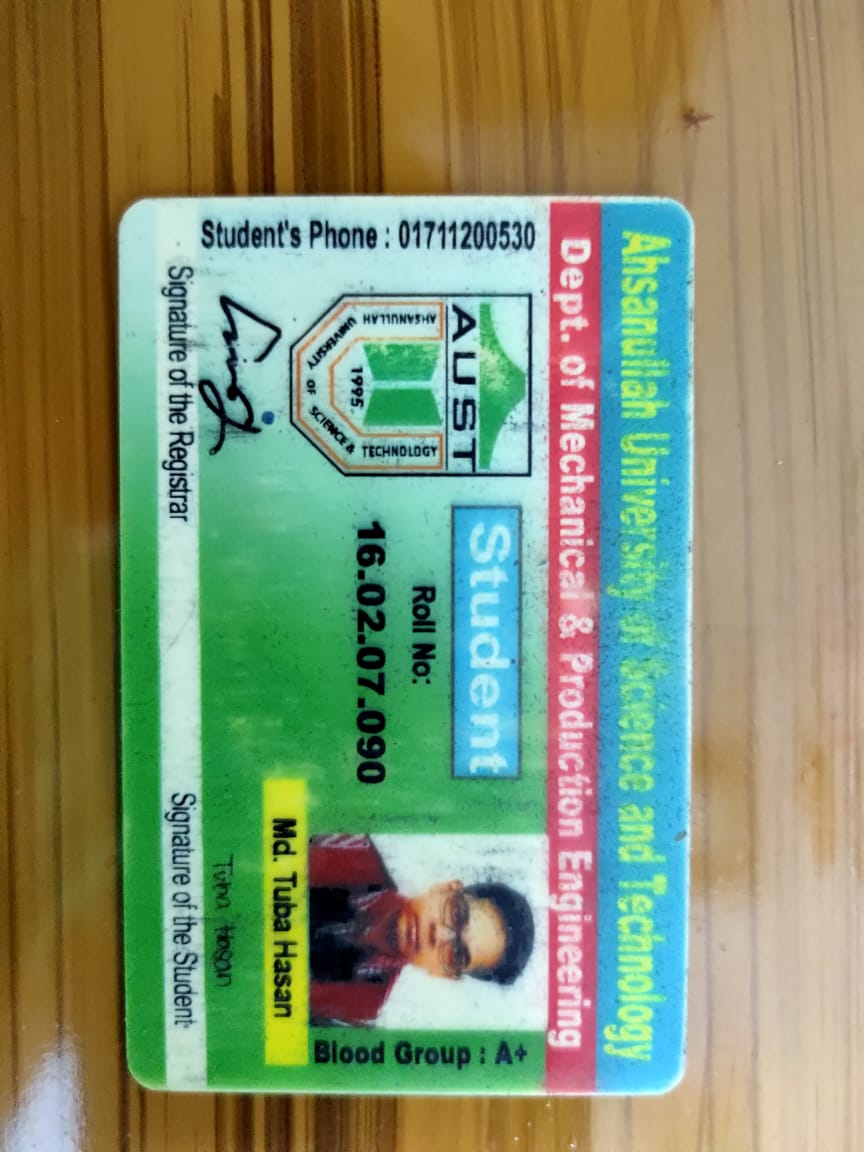 Ahsanullah University of Science and Technology
Dept. of Mechanical & Production Engineering
Student's Phone : 01711200530
AUST
AHSANULLAH UNIVERSITY OF SCIENCE & TECHNOLOGY
1995
Student
Roll No:
16.02.07.090
Blood Group : A+
Md. Tuba Hasan
Tuba Hasan
Signature of the Registrar
Signature of the Student